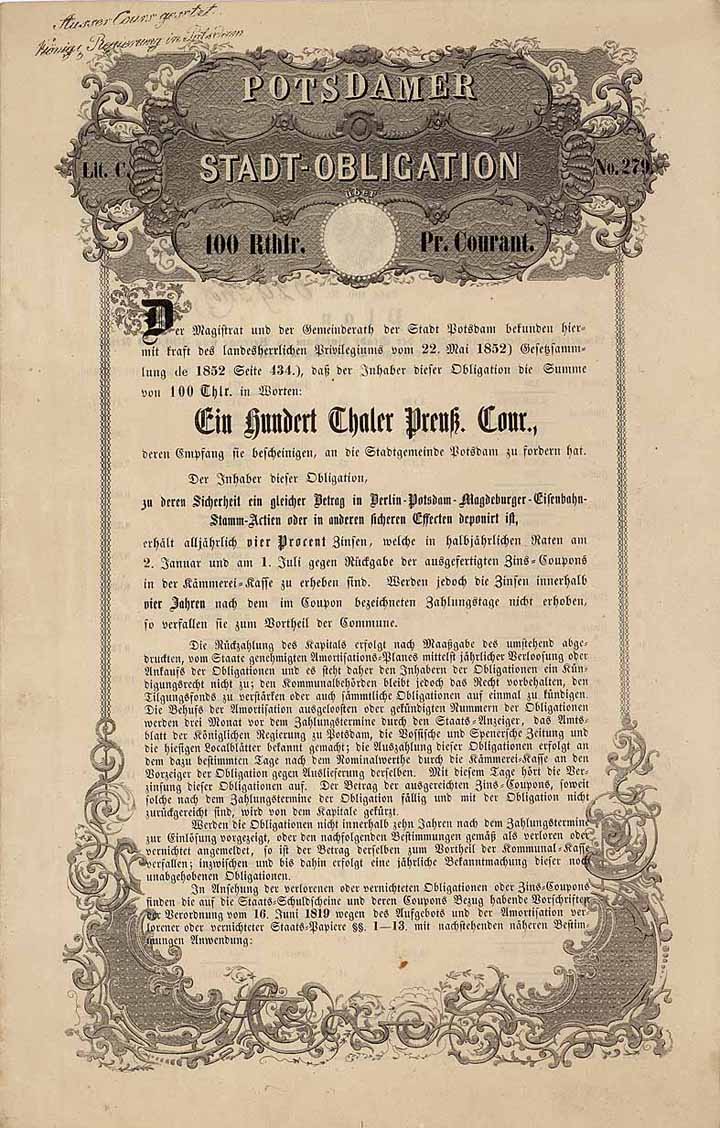 Ausser Cours gesetzt.
Königl. Regierung in Potsdam
POTSDAMER
STADT-OBLIGATION
Lit. C. No. 279
über
100 Rthlr. Pr. Courant.
Der Magistrat und der Gemeinderath der Stadt Potsdam bekunden hier-
mit kraft des landesherrlichen Privilegiums vom 22. Mai 1852) Gesetzsamm-
lung de 1852 Seite 434.), daß der Inhaber dieser Obligation die Summe
von 100 Thlr. in Worten:
Ein Hundert Thaler Preuß. Cour.,
deren Empfang sie bescheinigen, an die Stadtgemeinde Potsdam zu fordern hat.
Der Inhaber dieser Obligation,
zu deren Sicherheit ein gleicher Betrag in Berlin-Potsdam-Magdeburger-Eisenbahn-
Stamm-Actien oder in anderen sicheren Effecten deponirt ist,
erhält alljährlich vier Procent Zinsen, welche in halbjährlichen Raten am
2. Januar und am 1. Juli gegen Rückgabe der ausgefertigten Zins-Coupons
in der Kämmerei-Kasse zu erheben sind. Werden jedoch die Zinsen innerhalb
vier Jahren nach dem im Coupon bezeichneten Zahlungstage nicht erhoben,
so verfallen sie zum Vortheil der Commune.
Die Rückzahlung des Kapitals erfolgt nach Maaßgabe des umstehend abge-
druckten, vom Staate genehmigten Amortisations-Planes mittelst jährlicher Verloosung oder
Ankaufs der Obligationen und es steht daher den Inhabern der Obligation ein Kün-
digungsrecht nicht zu; den Kommunalbehörden bleibt jedoch das Recht vorbehalten, den
Tilgungsfonds zu verstärken oder auch sämmtliche Obligationen auf einmal zu kündigen.
Die Behufs der Amortisation ausgeloosten oder gekündigten Nummern der Obligationen
werden drei Monat vor dem Zahlungstermine durch den Staats-Anzeiger, das Amts-
blatt der Königlichen Regierung zu Potsdam, die Vossische und Spenersche Zeitung und
die hiesigen Localblätter bekannt gemacht; die Auszahlung dieser Obligationen erfolgt an
dem dazu bestimmten Tage nach dem Nominalwerthe durch die Kämmerei-Kasse an den
Vorzeiger der Obligation gegen Auslieferung derselben. Mit diesem Tage hört die Ver-
zinsung dieser Obligationen auf. Der Betrag der ausgereichten Zins-Coupons, soweit
solche nach dem Zahlungstermine der Obligation fällig und mit der Obligation nicht
zurückgereicht sind, wird von dem Kapitale gekürzt.
Werden die Obligationen nicht innerhalb zehn Jahren nach dem Zahlungstermine
zur Einlösung vorgezeigt, oder den nachfolgenden Bestimmungen gemäß als verloren oder
vernichtet angemeldet, so ist der Betrag derselben zum Vortheil der Kommunal-Kasse
verfallen; inzwischen und bis dahin erfolgt eine jährliche Bekanntmachung dieser noch
unabgehobenen Obligationen.
In Ansehung der verlorenen oder vernichteten Obligationen oder Zins-Coupons
finden die auf die Staats-Schuldscheine und deren Coupons Bezug habende Vorschriften
der Verordnung vom 16. Juni 1819 wegen des Aufgebots und der Amortisation ver-
lorener oder vernichteter Staats-Papiere §§. 1—13. mit nachstehenden näheren Bestim-
mungen Anwendung: